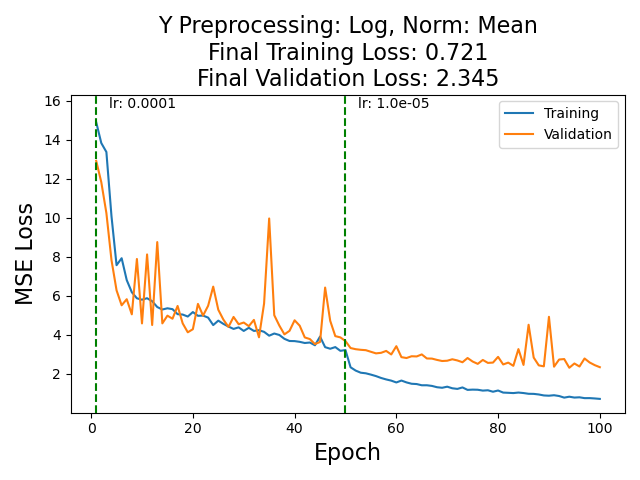 Y Preprocessing: Log, Norm: Mean
Final Training Loss: 0.721
Final Validation Loss: 2.345
lr: 0.0001
lr: 1.0e-05
Training
Validation
MSE Loss
16
14
12
10
8
6
4
2
0
20
40
60
80
100
Epoch